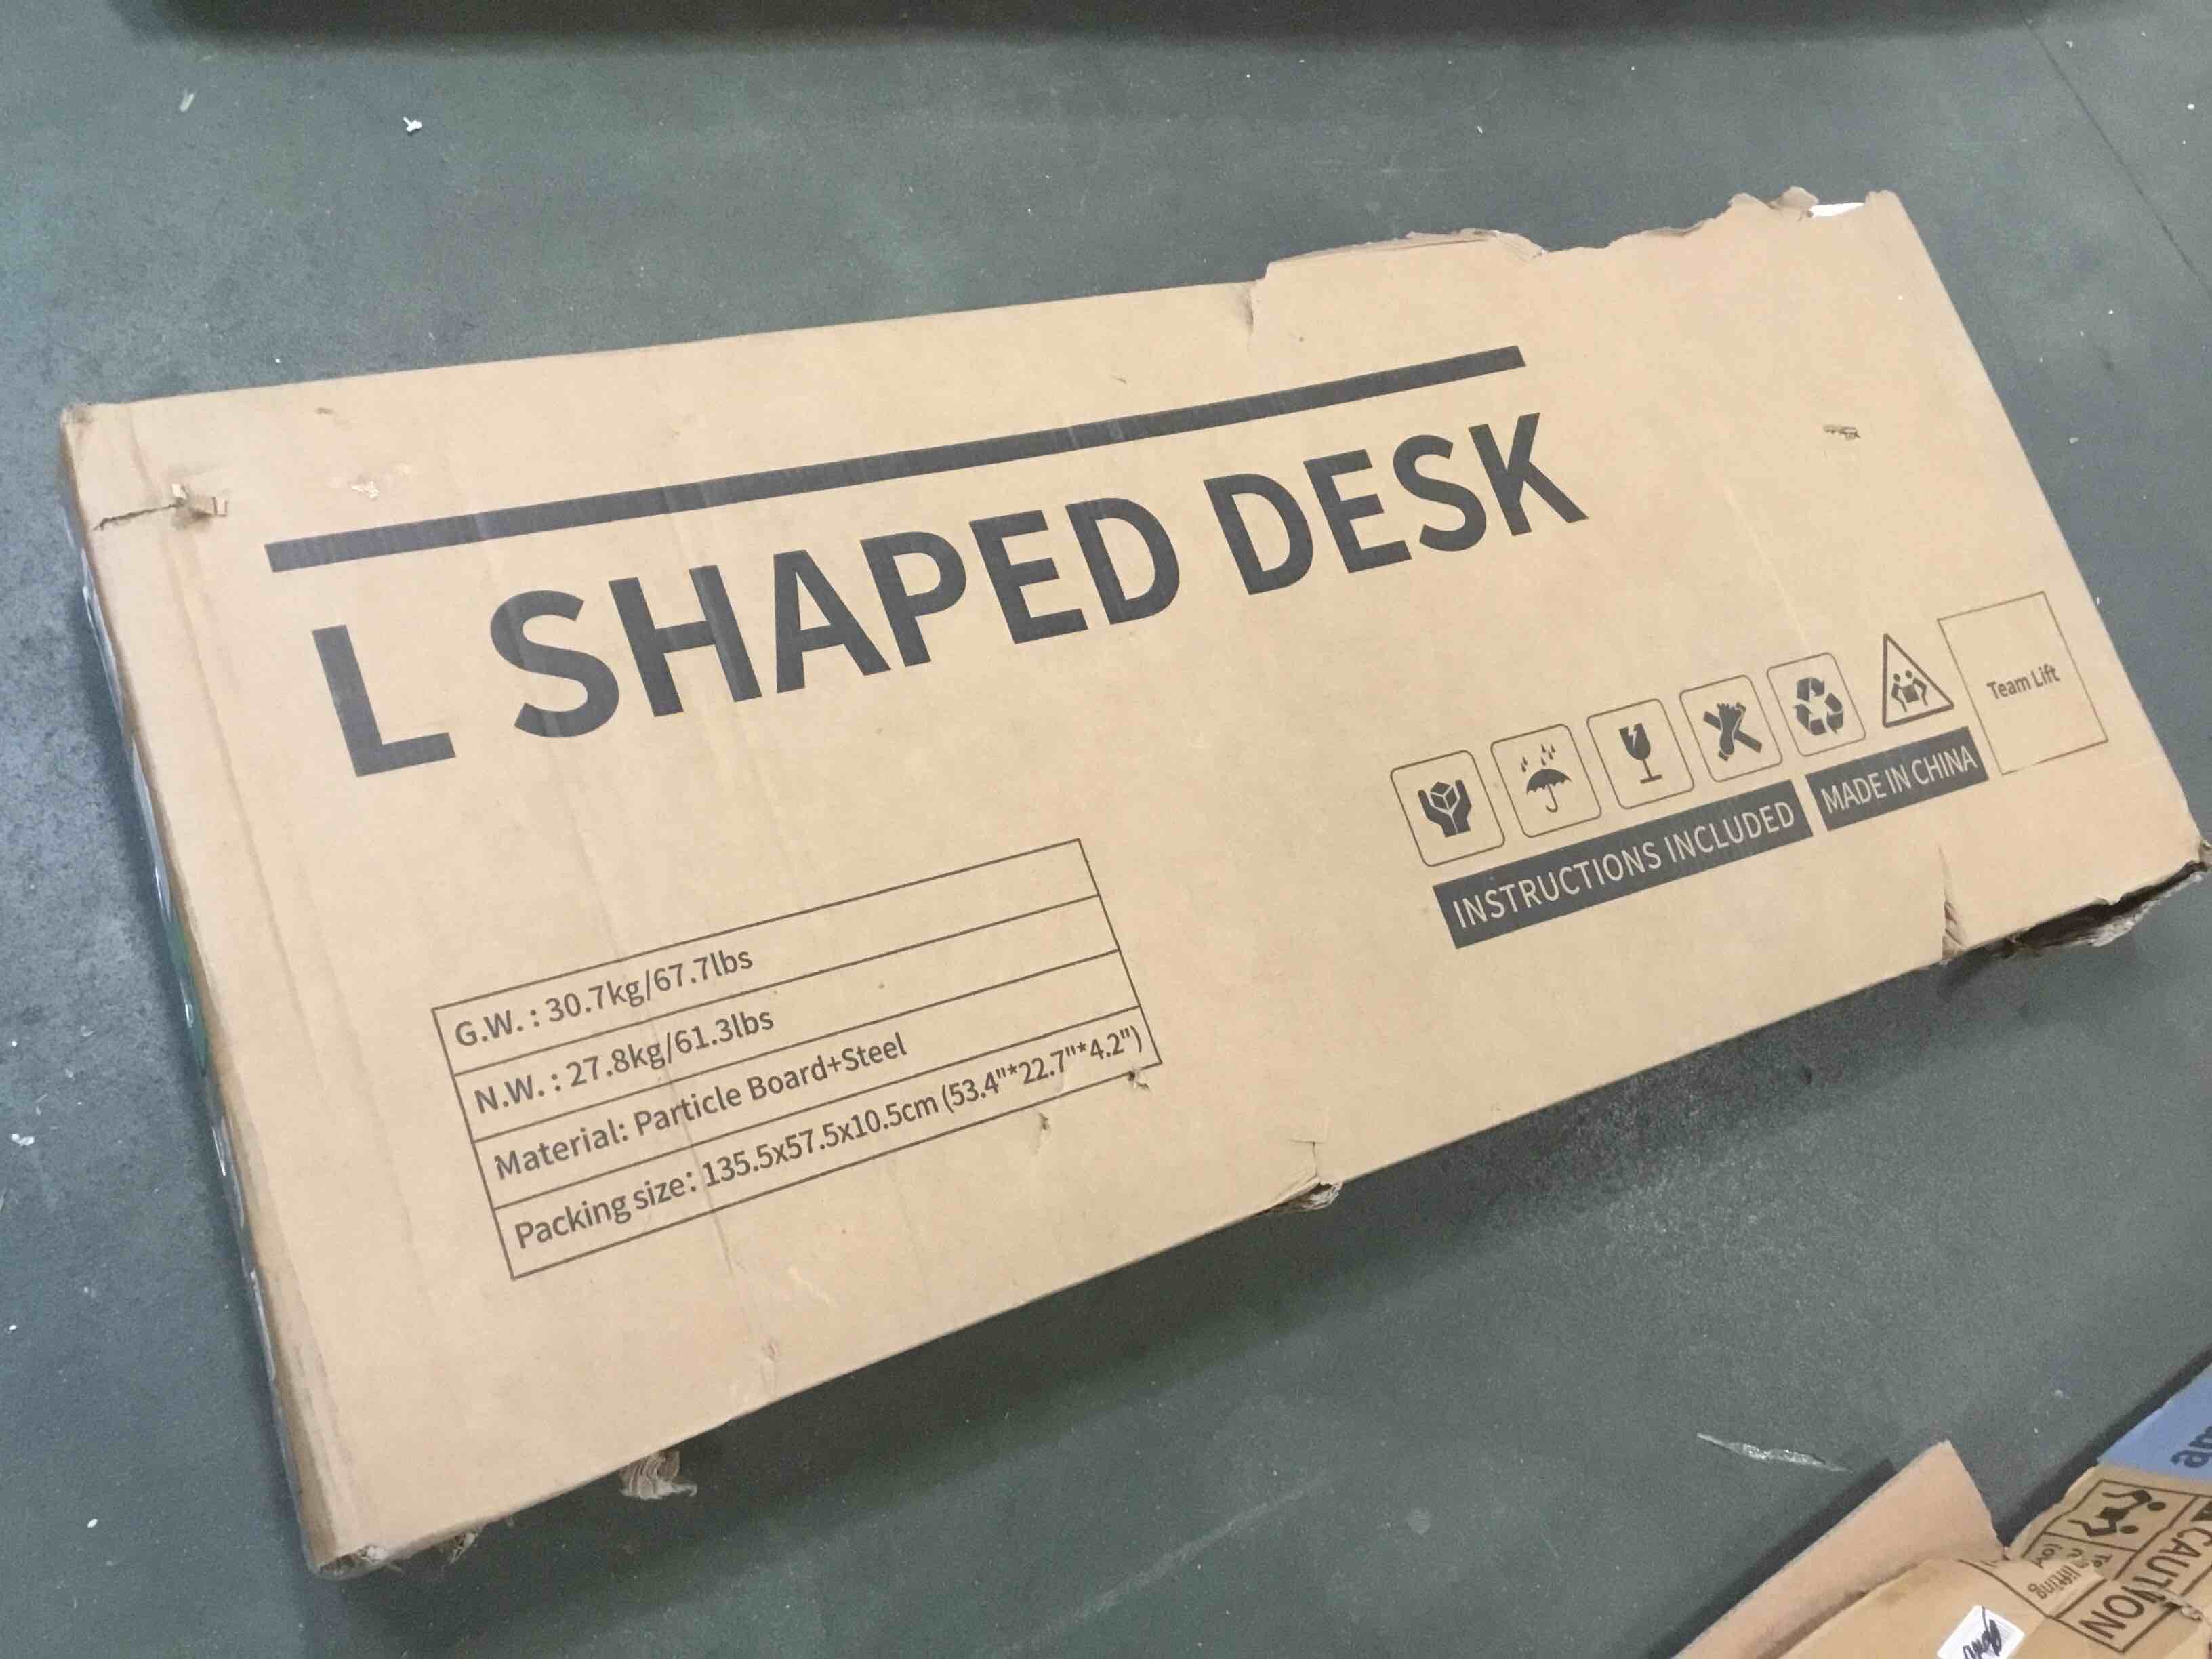 L SHAPED DESK
G.W. : 30.7kg/67.7lbs
N.W. : 27.8kg/61.3lbs
Material: Particle Board+Steel
Packing size: 135.5x57.5x10.5cm (53.4"*22.7"*4.2")
Team Lift
INSTRUCTIONS INCLUDED
MADE IN CHINA
CAUTION
lifting